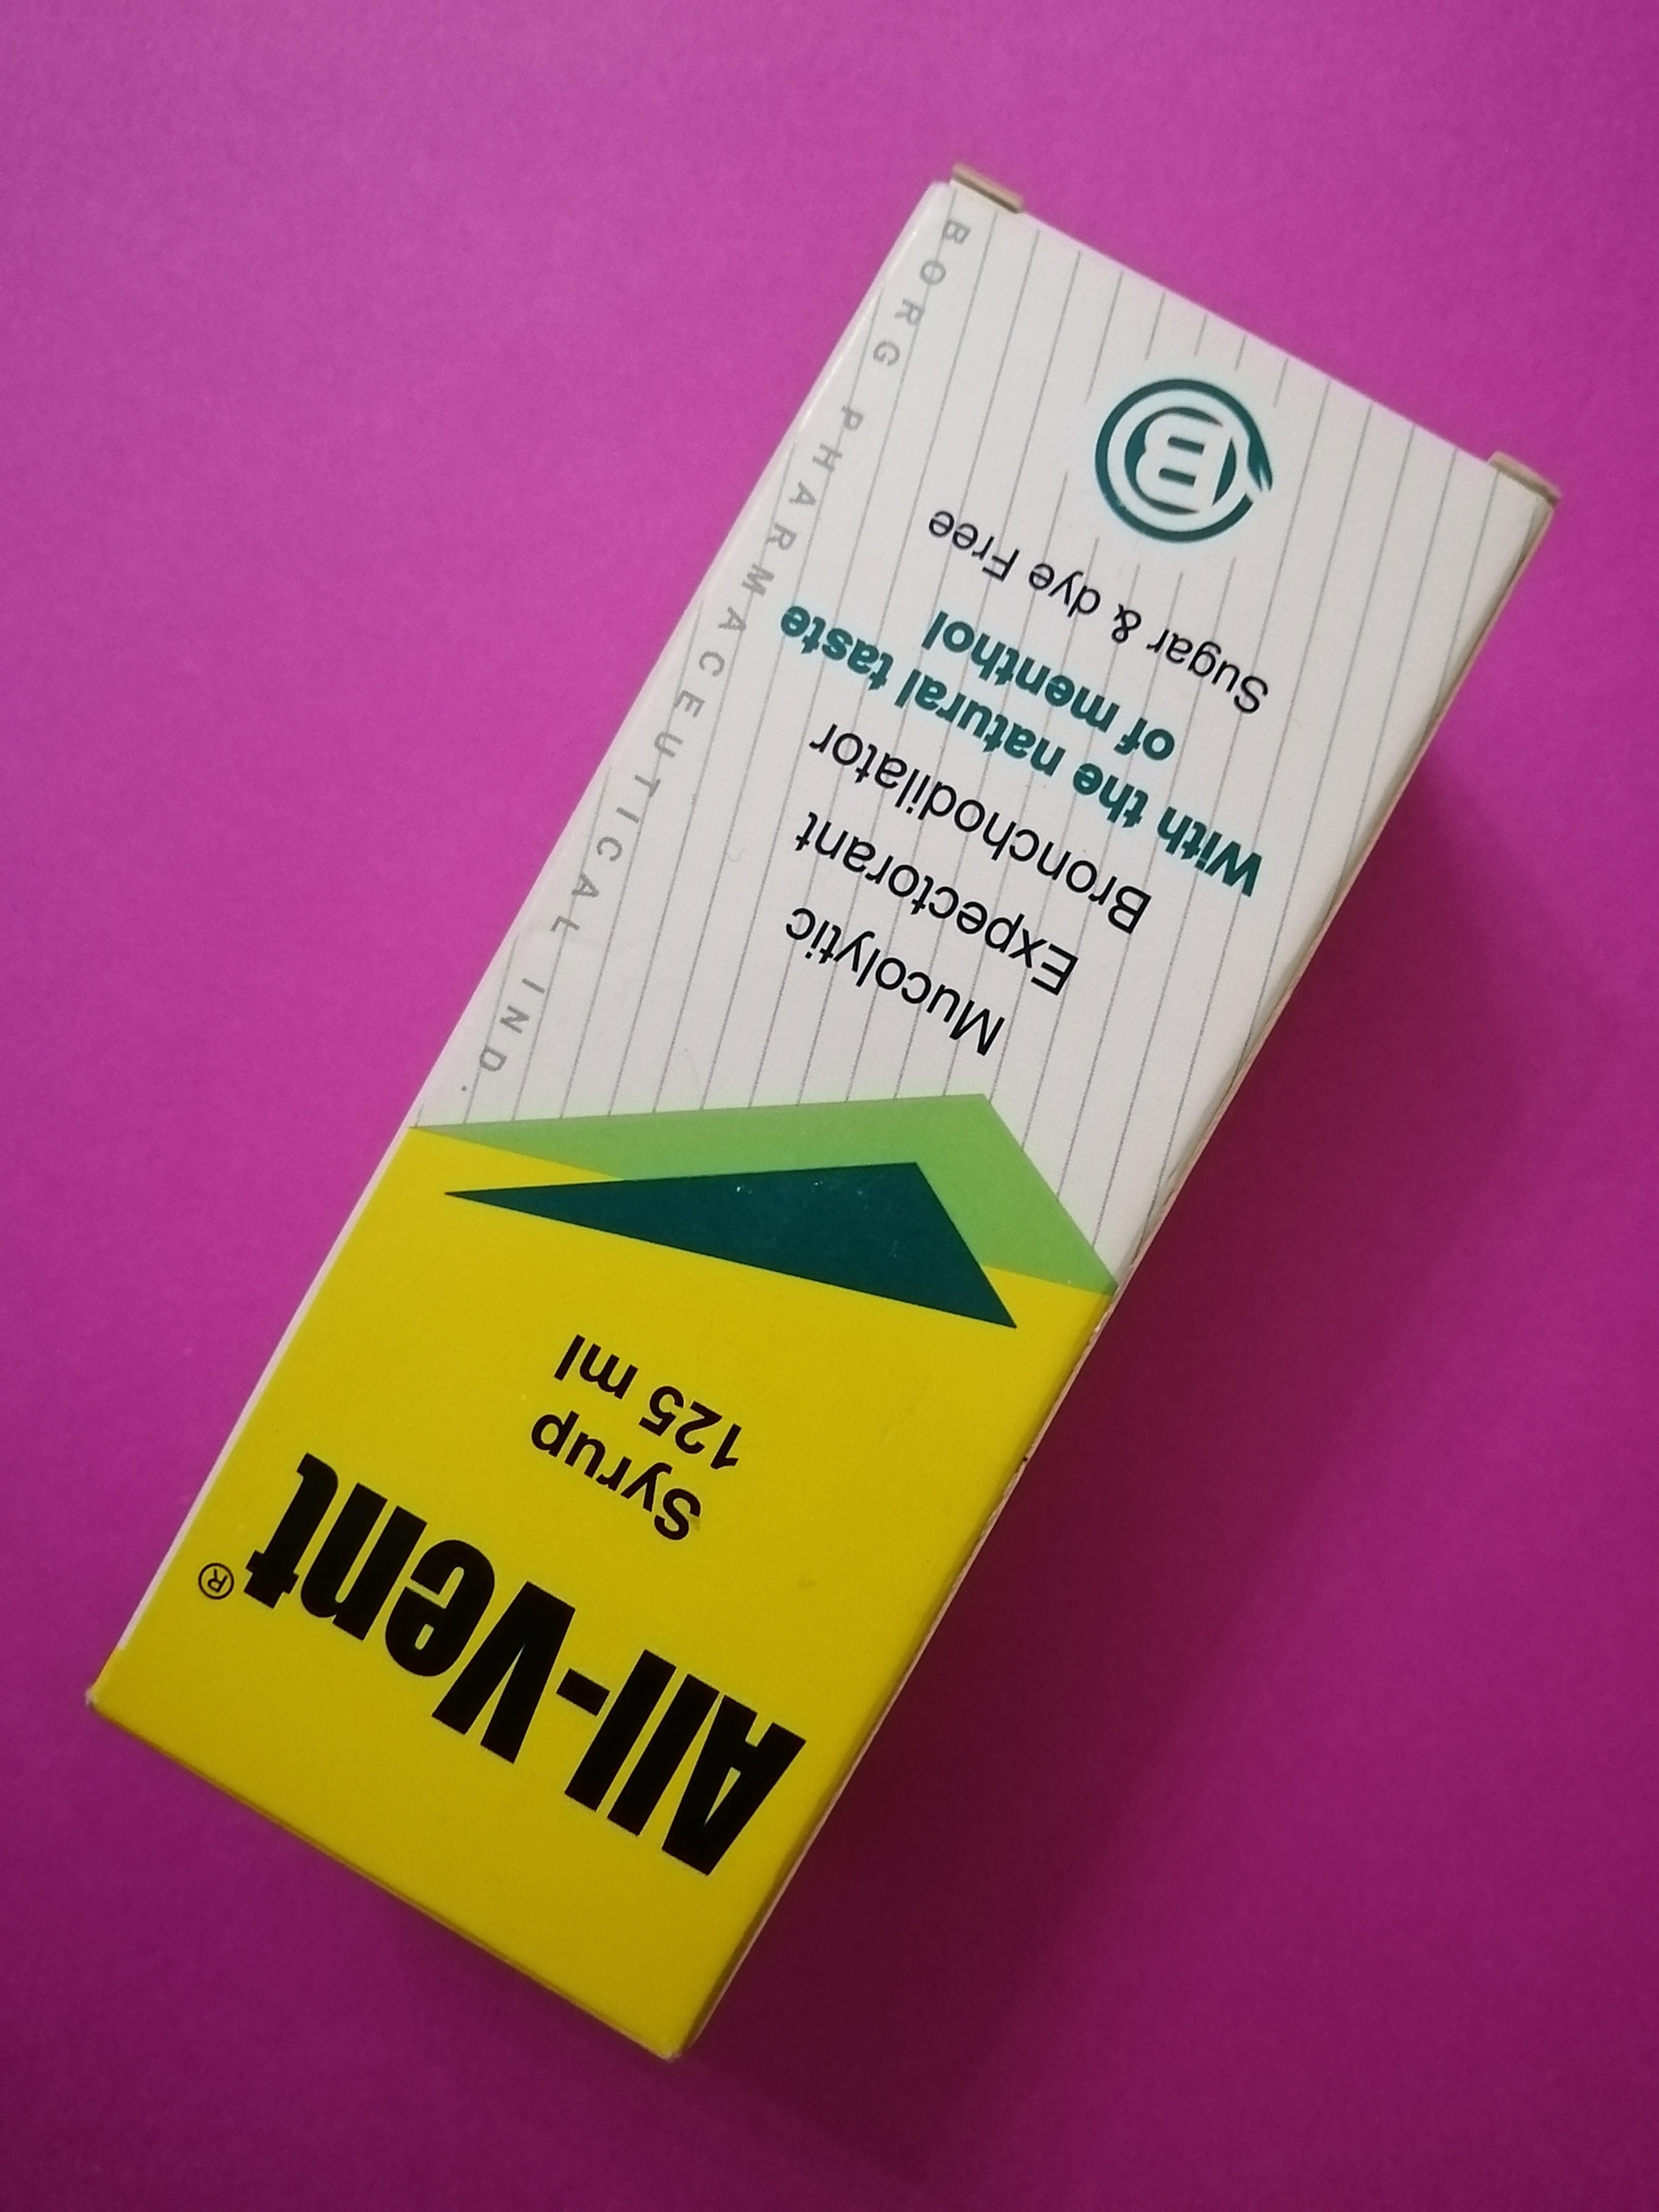 All-Vent®
Syrup
125 ml
Mucolytic
Expectorant
Bronchodilator
With the natural taste
of menthol
Sugar & dye Free
B
BORG PHARMACEUTICAL IND.